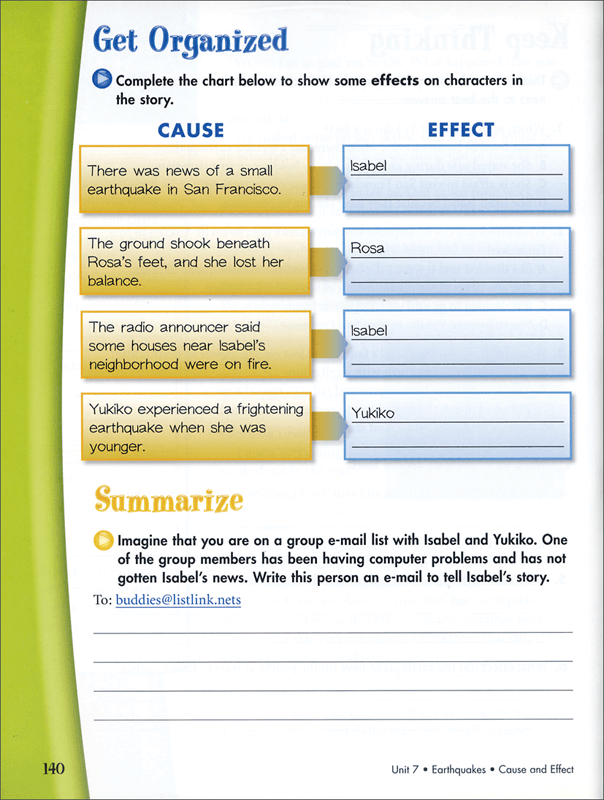 Get Organized
Complete the chart below to show some effects on characters in
the story.
CAUSE
EFFECT
There was news of a small
earthquake in San Francisco.
Isabel
The ground shook beneath
Rosa's feet, and she lost her
balance.
Rosa
The radio announcer said
some houses near Isabel's
neighborhood were on fire.
Isabel
Yukiko experienced a frightening
earthquake when she was
younger.
Yukiko
Summarize
Imagine that you are on a group e-mail list with Isabel and Yukiko. One
of the group members has been having computer problems and has not
gotten Isabel's news. Write this person an e-mail to tell Isabel's story.
To: buddies@listlink.nets
140
Unit 7 • Earthquakes • Cause and Effect